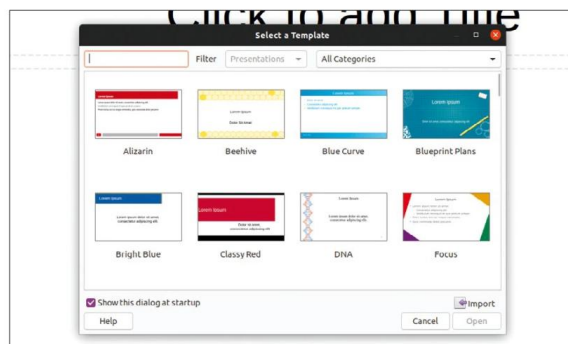 Click to add Title
Select a Template
Filter Presentations All Categories
Alizarin Beehive Blue Curve Blueprint Plans
Bright Blue Classy Red DNA Focus
Show this dialog at startup
Import
Help Cancel Open